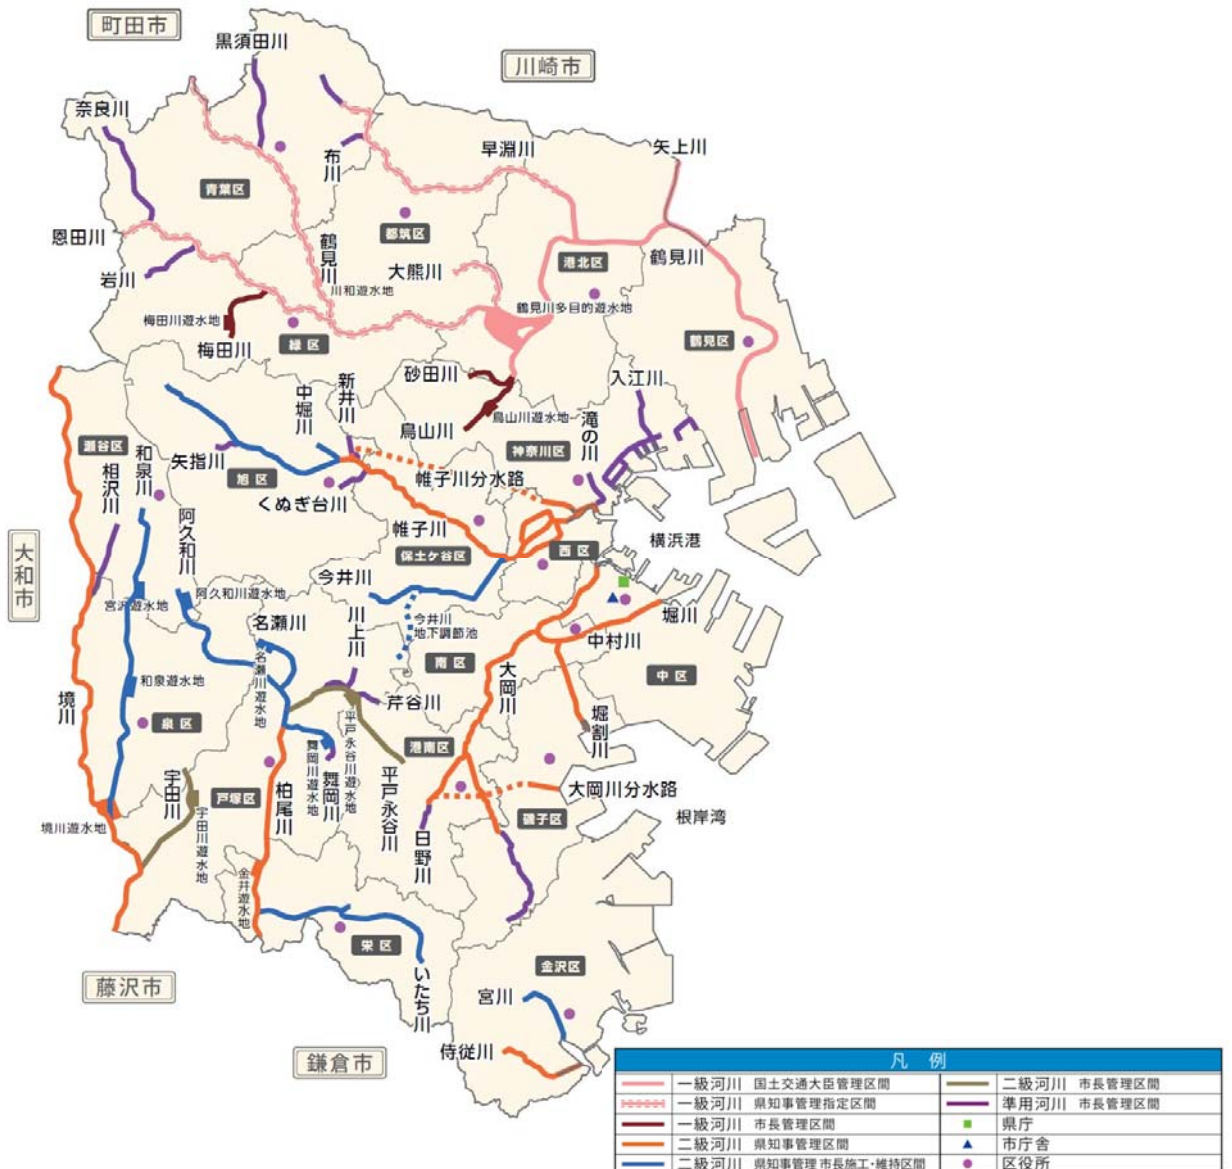 町田市
黒須田川
川崎市
奈良川
早淵川
矢上川
布川
青葉区
恩田川
都筑区
鶴見川
大熊川
港北区
鶴見川
岩川
川和遊水地
鶴見川多目的遊水地
梅田川遊水地
緑区
鶴見区
梅田川
砂田川
入江川
新井川
中堀川
鳥山川遊水地
鳥山川
滝の川
瀬谷区
和泉川
神奈川区
矢指川
相沢川
旭区
帷子川分水路
くぬぎ台川
阿久和川
帷子川
横浜港
西区
保土ケ谷区
大和市
今井川
宮沢遊水地
阿久和川遊水地
川上川
今井川
地下調節池
堀川
名瀬川
中村川
名瀬川遊水地
南区
大岡川
中区
和泉遊水地
境川
芹谷川
堀割川
泉区
平戸永谷川遊水地
港南区
舞岡川遊水地
舞岡川
宇田川
平戸永谷川
大岡川分水路
戸塚区
柏尾川
磯子区
根岸湾
境川遊水地
宇田川遊水地
日野川
金井遊水地
栄区
金沢区
藤沢市
いたち川
宮川
鎌倉市
侍従川
凡例
一級河川 国土交通大臣管理区間
一級河川 県知事管理指定区間
一級河川 市長管理区間
二級河川 県知事管理区間
二級河川 県知事管理 市長施工・維持区間
二級河川 市長管理区間
準用河川 市長管理区間
県庁
市庁舎
区役所